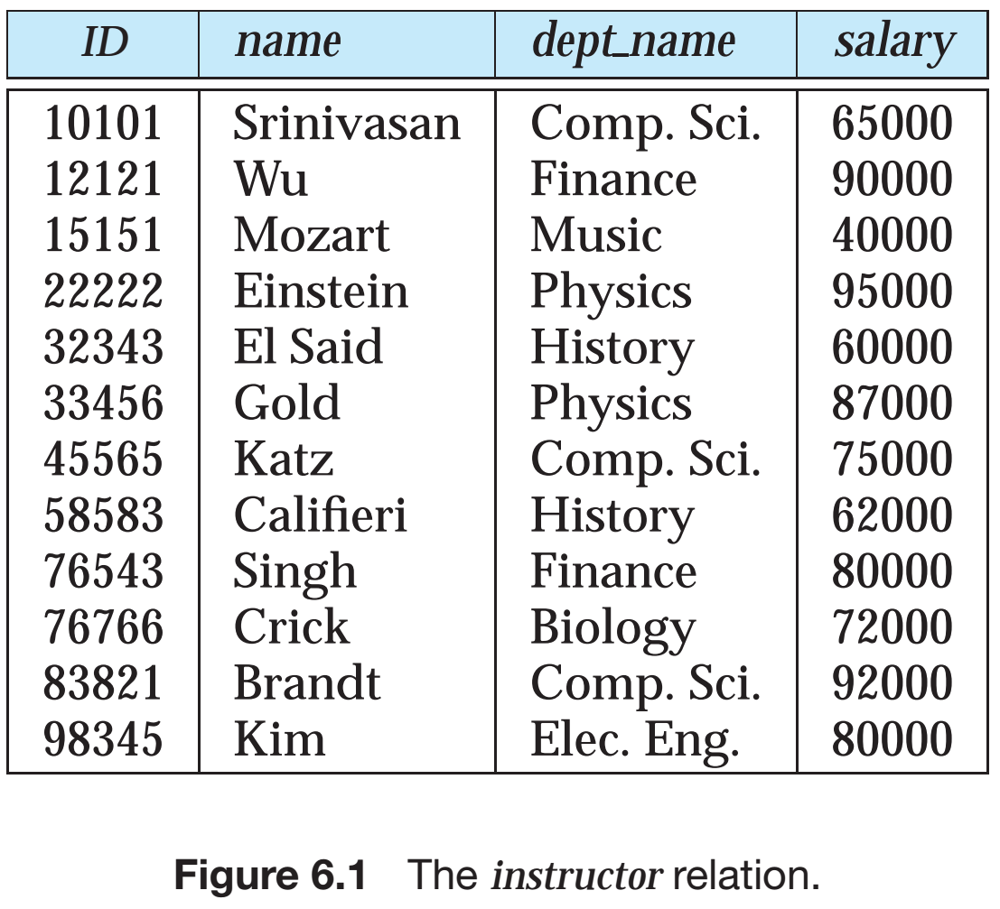 ID name dept_name salary
10101 Srinivasan Comp. Sci. 65000
12121 Wu Finance 90000
15151 Mozart Music 40000
22222 Einstein Physics 95000
32343 El Said History 60000
33456 Gold Physics 87000
45565 Katz Comp. Sci. 75000
58583 Califieri History 62000
76543 Singh Finance 80000
76766 Crick Biology 72000
83821 Brandt Comp. Sci. 92000
98345 Kim Elec. Eng. 80000
Figure 6.1 The instructor relation.